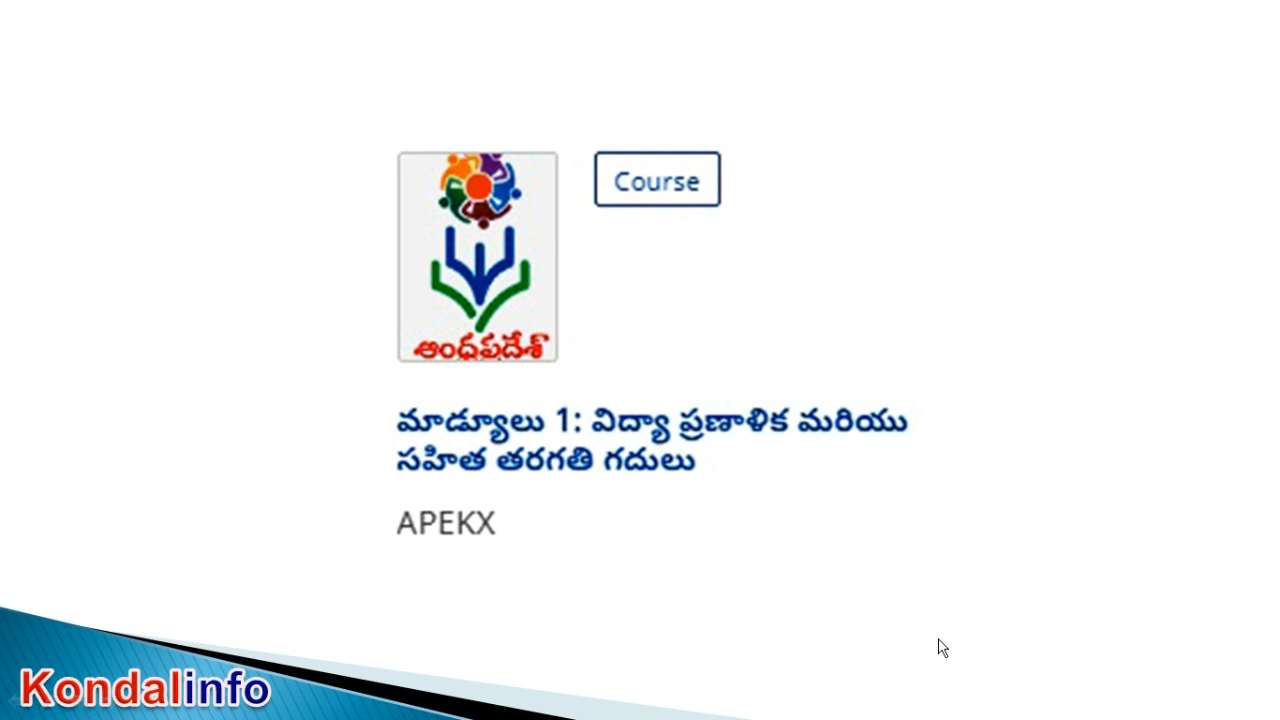 Course
ఆంధ్రప్రదేశ్
మాడ్యూలు 1: విద్యా ప్రణాళిక మరియు
సహిత తరగతి గదులు
APEKX
Kondalinfo